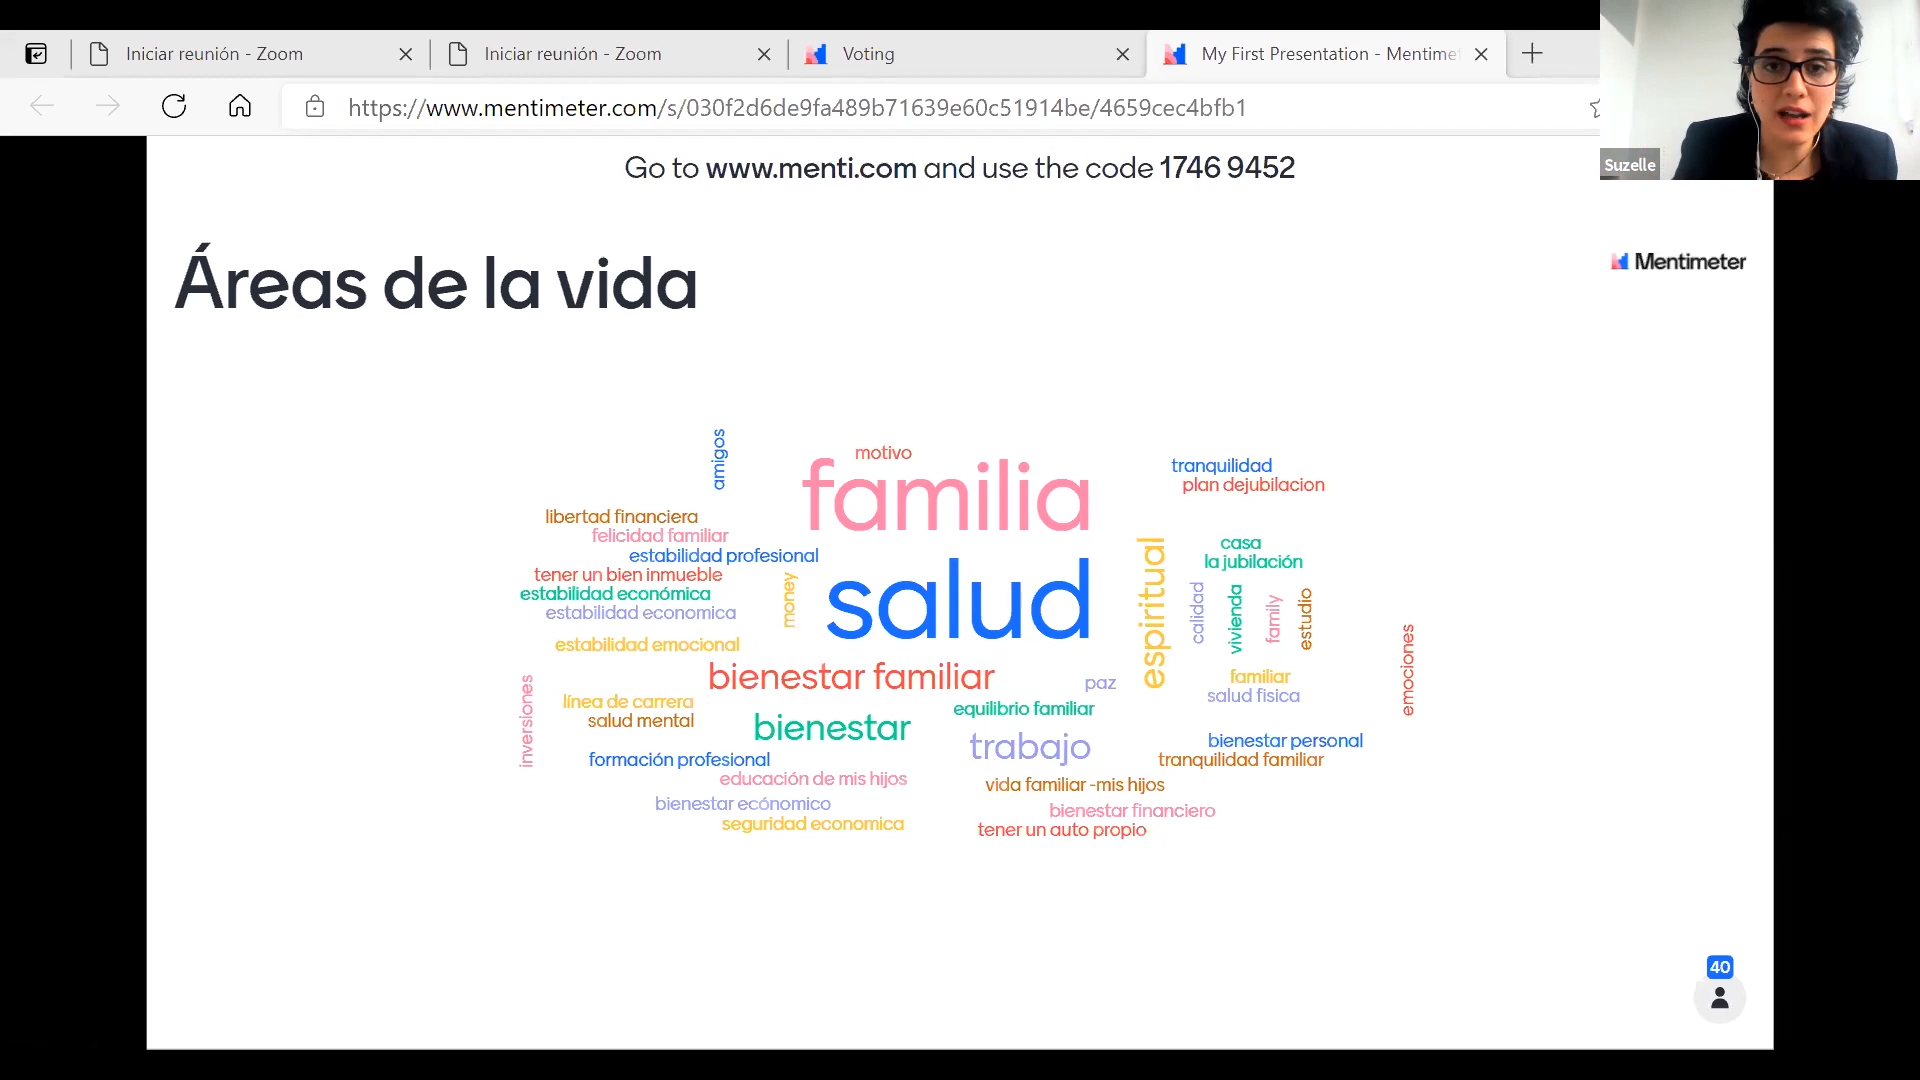 Iniciar reunión - Zoom
Iniciar reunión - Zoom
Voting
My First Presentation - Mentime
https://www.mentimeter.com/s/030f2d6de9fa489b71639e60c51914be/4659cec4bfb1
Suzelle
Go to www.menti.com and use the code 1746 9452
Áreas de la vida
Mentimeter
amigos
motivo
familia
tranquilidad
plan dejubilacion
libertad financiera
felicidad familiar
estabilidad profesional
tener un bien inmueble
estabilidad económica
estabilidad economica
money
salud
espiritual
casa
la jubilación
calidad
vivienda
family
estudio
emociones
estabilidad emocional
bienestar familiar
paz
familiar
salud fisica
inversiones
línea de carrera
salud mental
bienestar
equilibrio familiar
trabajo
bienestar personal
tranquilidad familiar
formación profesional
educación de mis hijos
vida familiar -mis hijos
bienestar ecónomico
seguridad economica
bienestar financiero
tener un auto propio
40